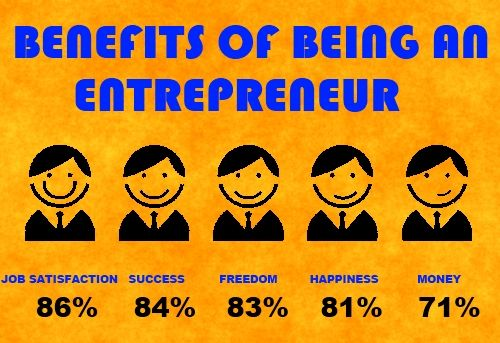 BENEFITS OF BEING AN
ENTREPRENEUR
JOB SATISFACTION SUCCESS FREEDOM HAPPINESS MONEY
86% 84% 83% 81% 71%